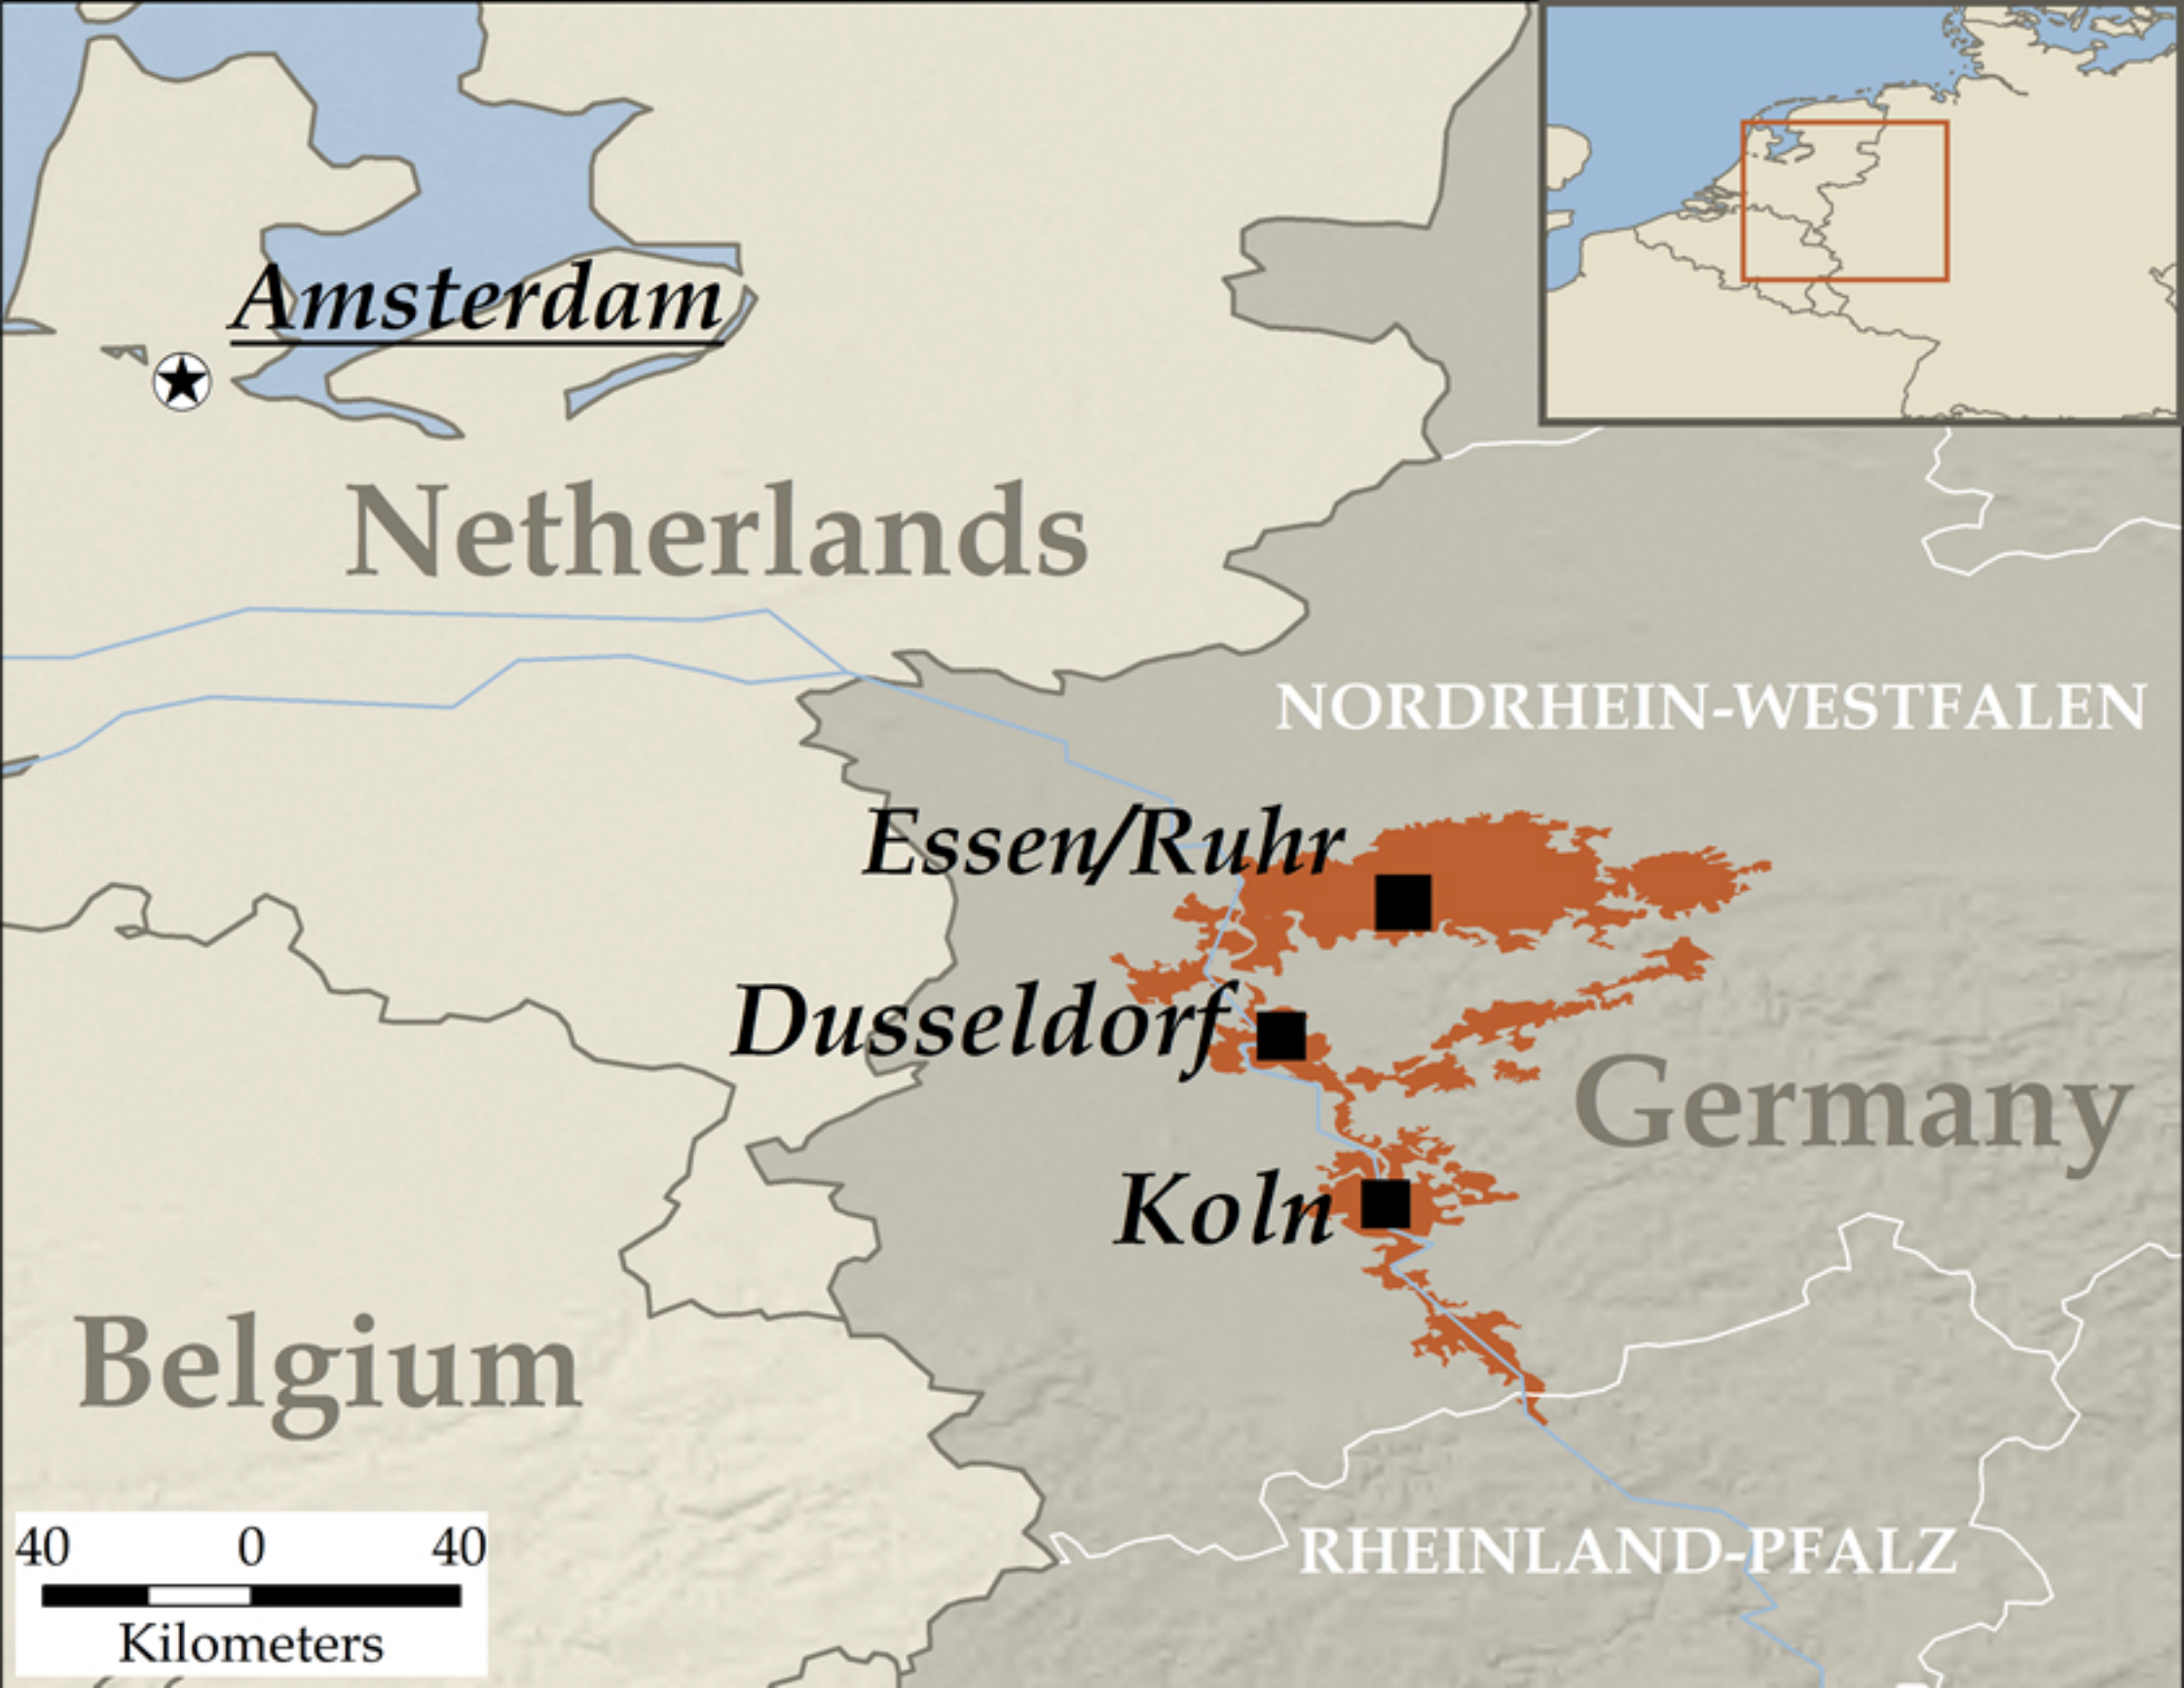 Amsterdam
Netherlands
NORDRHEIN-WESTFALEN
Essen/Ruhr
Dusseldorf
Germany
Koln
Belgium
RHEINLAND-PFALZ
40 0 40
Kilometers